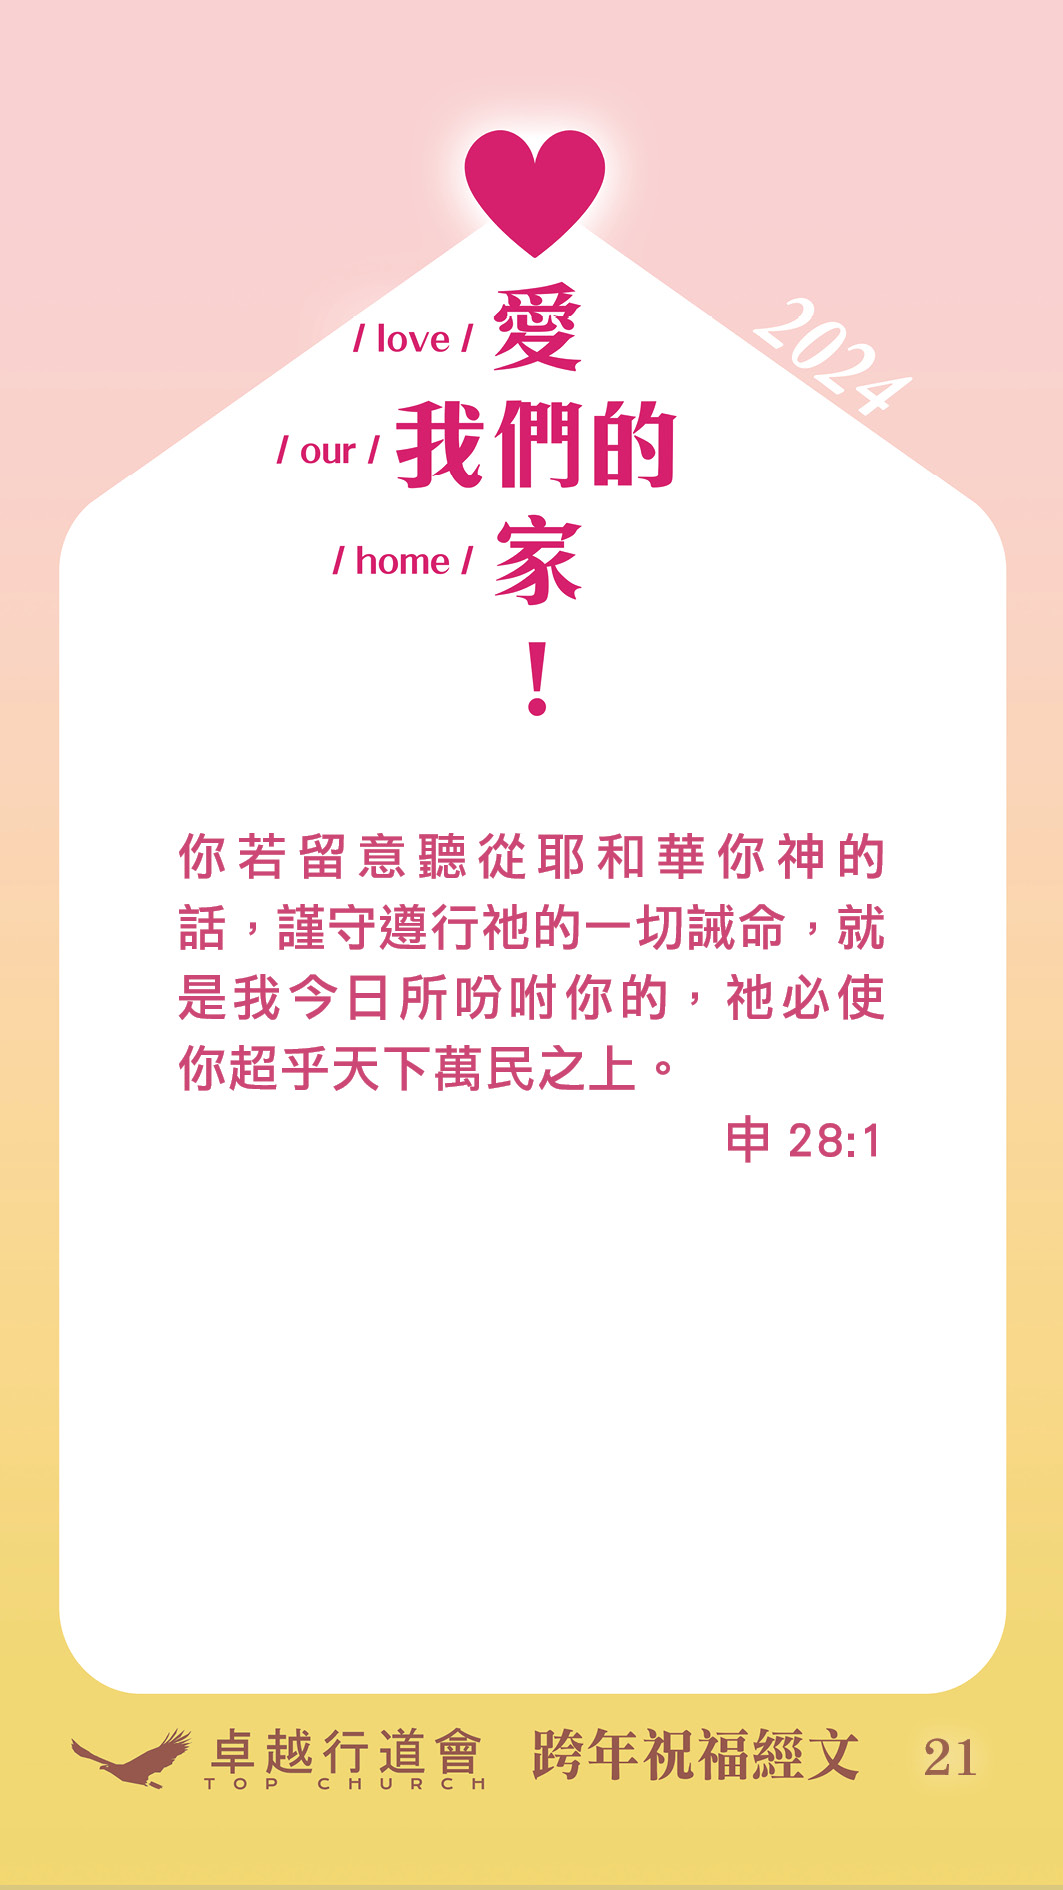 / love / 愛
2024
/ our / 我們的
/ home / 家
!
你若留意聽從耶和華你神的
話，謹守遵行祂的一切誡命，就
是我今日所吩咐你的，祂必使
你超乎天下萬民之上。
申 28:1
卓越行道會 跨年祝福經文 21
TOP CHURCH